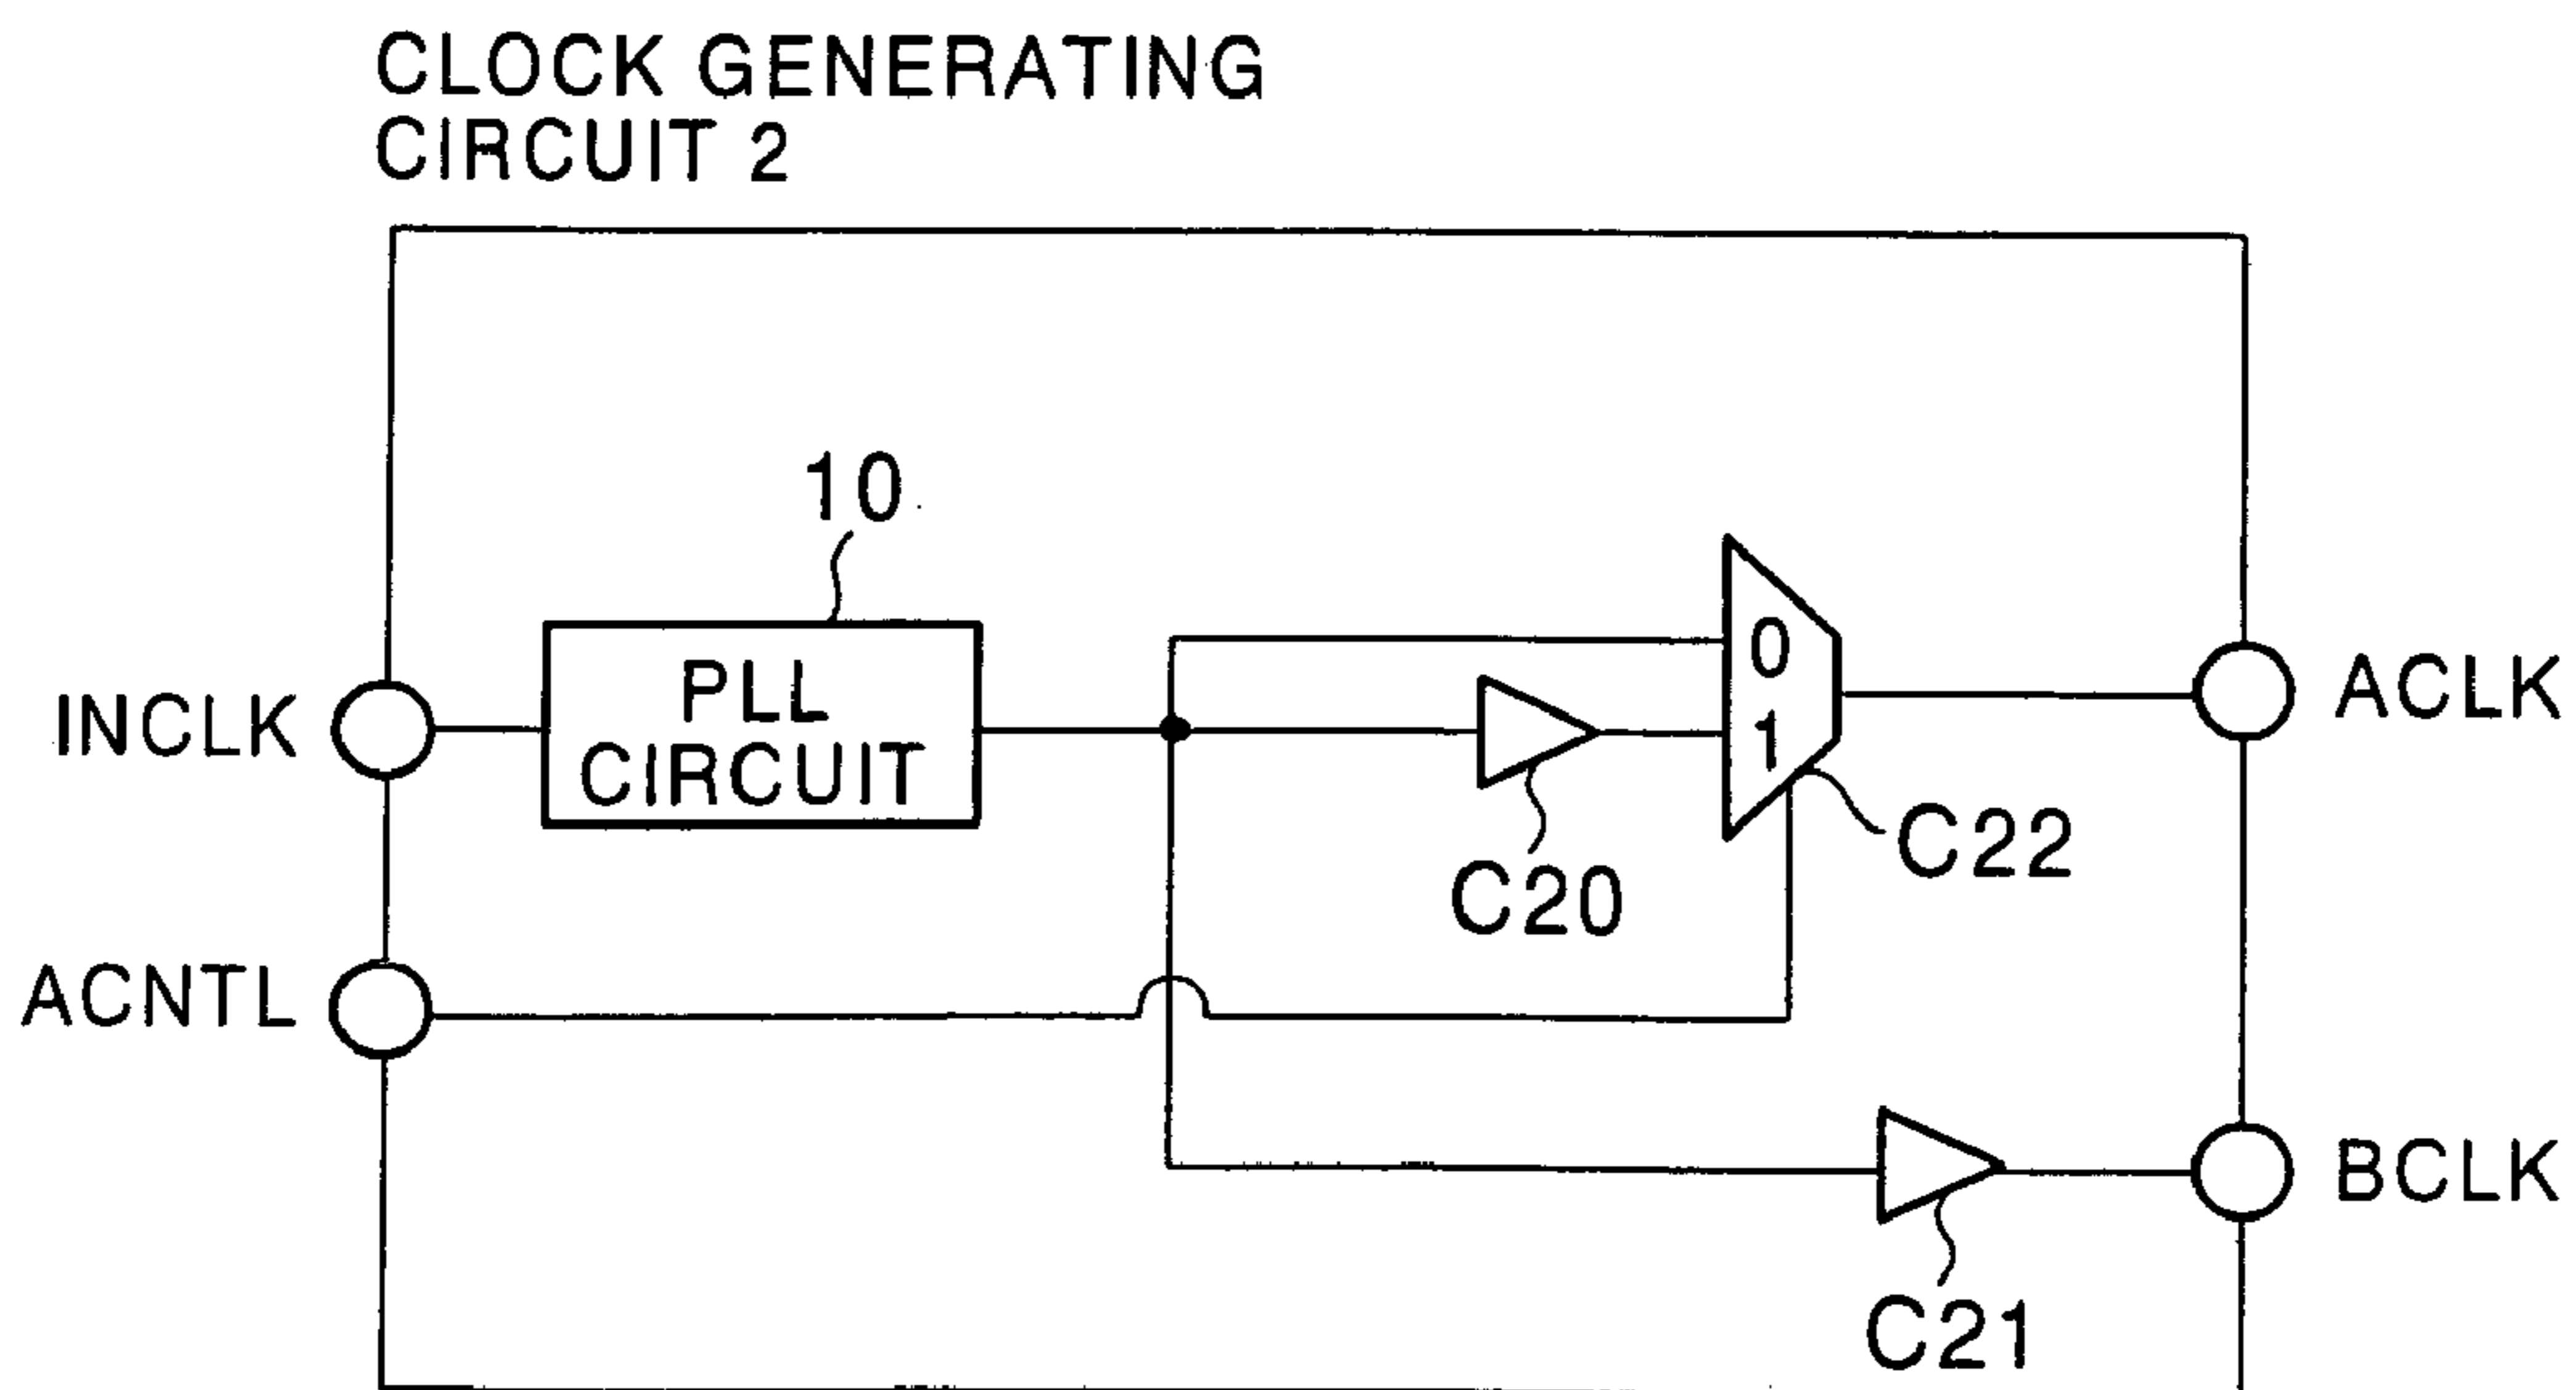 CLOCK GENERATING
CIRCUIT 2
10
PLL
CIRCUIT
0
1
INCLK
ACLK
C20
C22
ACNTL
BCLK
C21